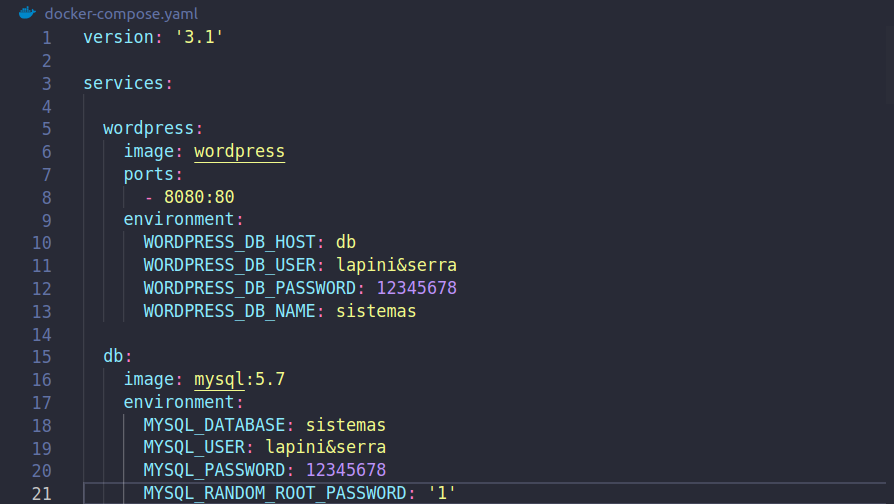 docker-compose.yaml
1 version: '3.1'
2
3 services:
4
5   wordpress:
6     image: wordpress
7     ports:
8       - 8080:80
9     environment:
10       WORDPRESS_DB_HOST: db
11       WORDPRESS_DB_USER: lapini&serra
12       WORDPRESS_DB_PASSWORD: 12345678
13       WORDPRESS_DB_NAME: sistemas
14
15   db:
16     image: mysql:5.7
17     environment:
18       MYSQL_DATABASE: sistemas
19       MYSQL_USER: lapini&serra
20       MYSQL_PASSWORD: 12345678
21       MYSQL_RANDOM_ROOT_PASSWORD: '1'